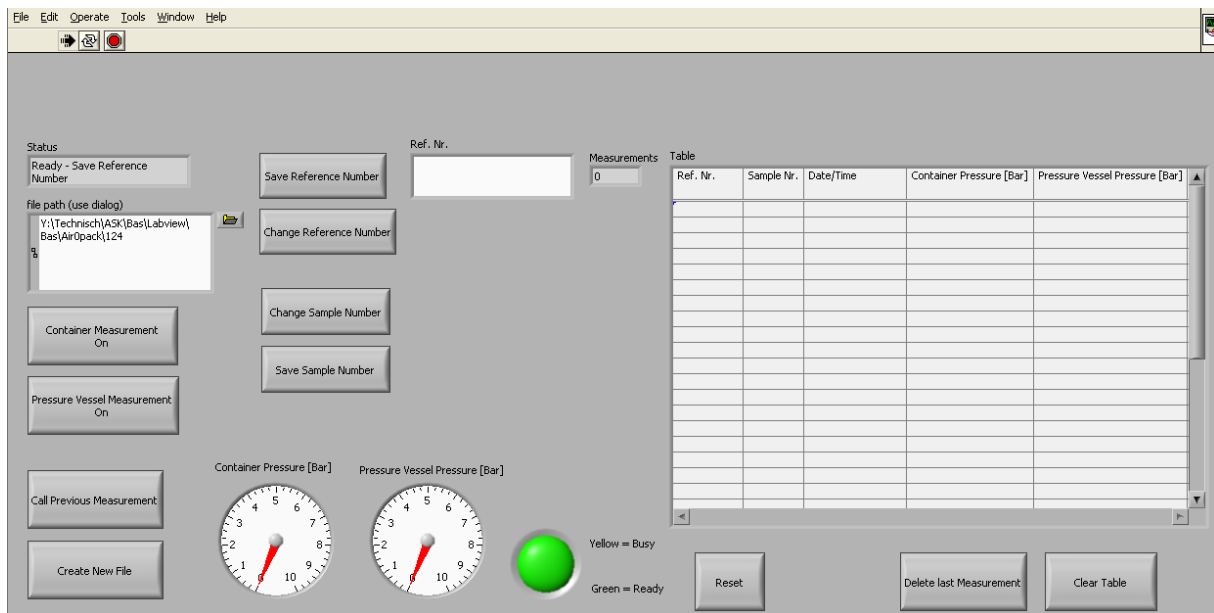 File Edit Operate Tools Window Help
Status
Ready - Save Reference
Number
file path (use dialog)
Y:\Technisch\ASK\Bas\Labview\
Bas\Air0pack\124
Save Reference Number
Change Reference Number
Ref. Nr.
Measurements
0
Table
Ref. Nr. Sample Nr. Date/Time Container Pressure [Bar] Pressure Vessel Pressure [Bar]
Container Measurement
On
Pressure Vessel Measurement
On
Change Sample Number
Save Sample Number
Call Previous Measurement
Create New File
Container Pressure [Bar]
0 1 2 3 4 5 6 7 8 9 10
Pressure Vessel Pressure [Bar]
0 1 2 3 4 5 6 7 8 9 10
Yellow = Busy
Green = Ready
Reset
Delete last Measurement
Clear Table